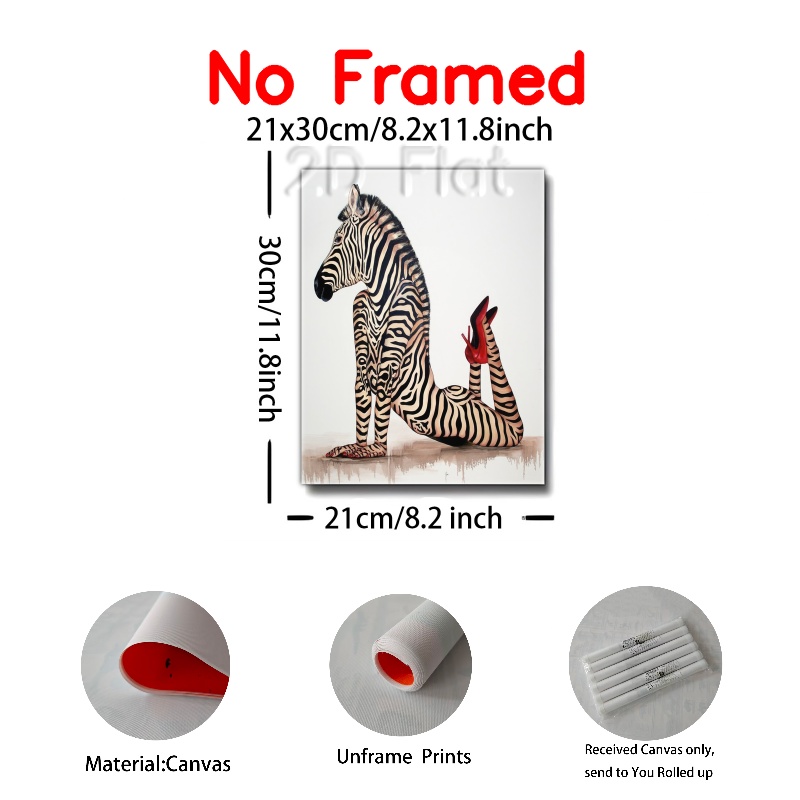 No Framed
21x30cm/8.2x11.8inch
2D Flat
30cm/11.8inch
21cm/8.2 inch
Material:Canvas
Unframe Prints
Received Canvas only,
send to You Rolled up